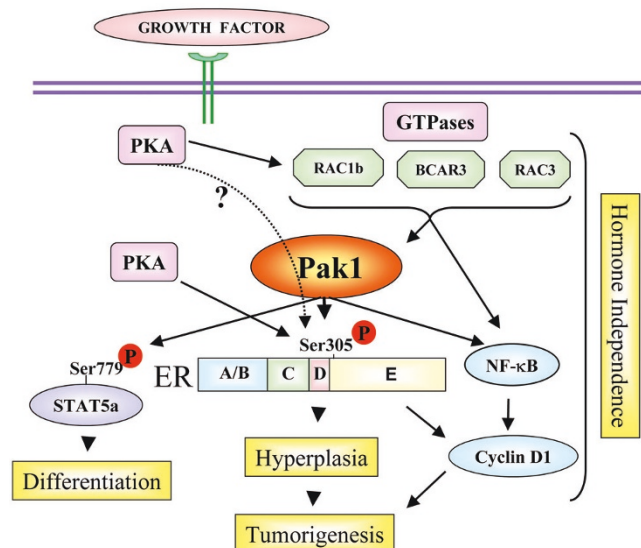 GROWTH FACTOR
GTPases
PKA
RAC1b
BCAR3
RAC3
?
PKA
Pak1
Hormone Independence
Ser779
P
Ser305
P
ER
A/B
C
D
E
NF-κB
STAT5a
Differentiation
Hyperplasia
Cyclin D1
Tumorigenesis